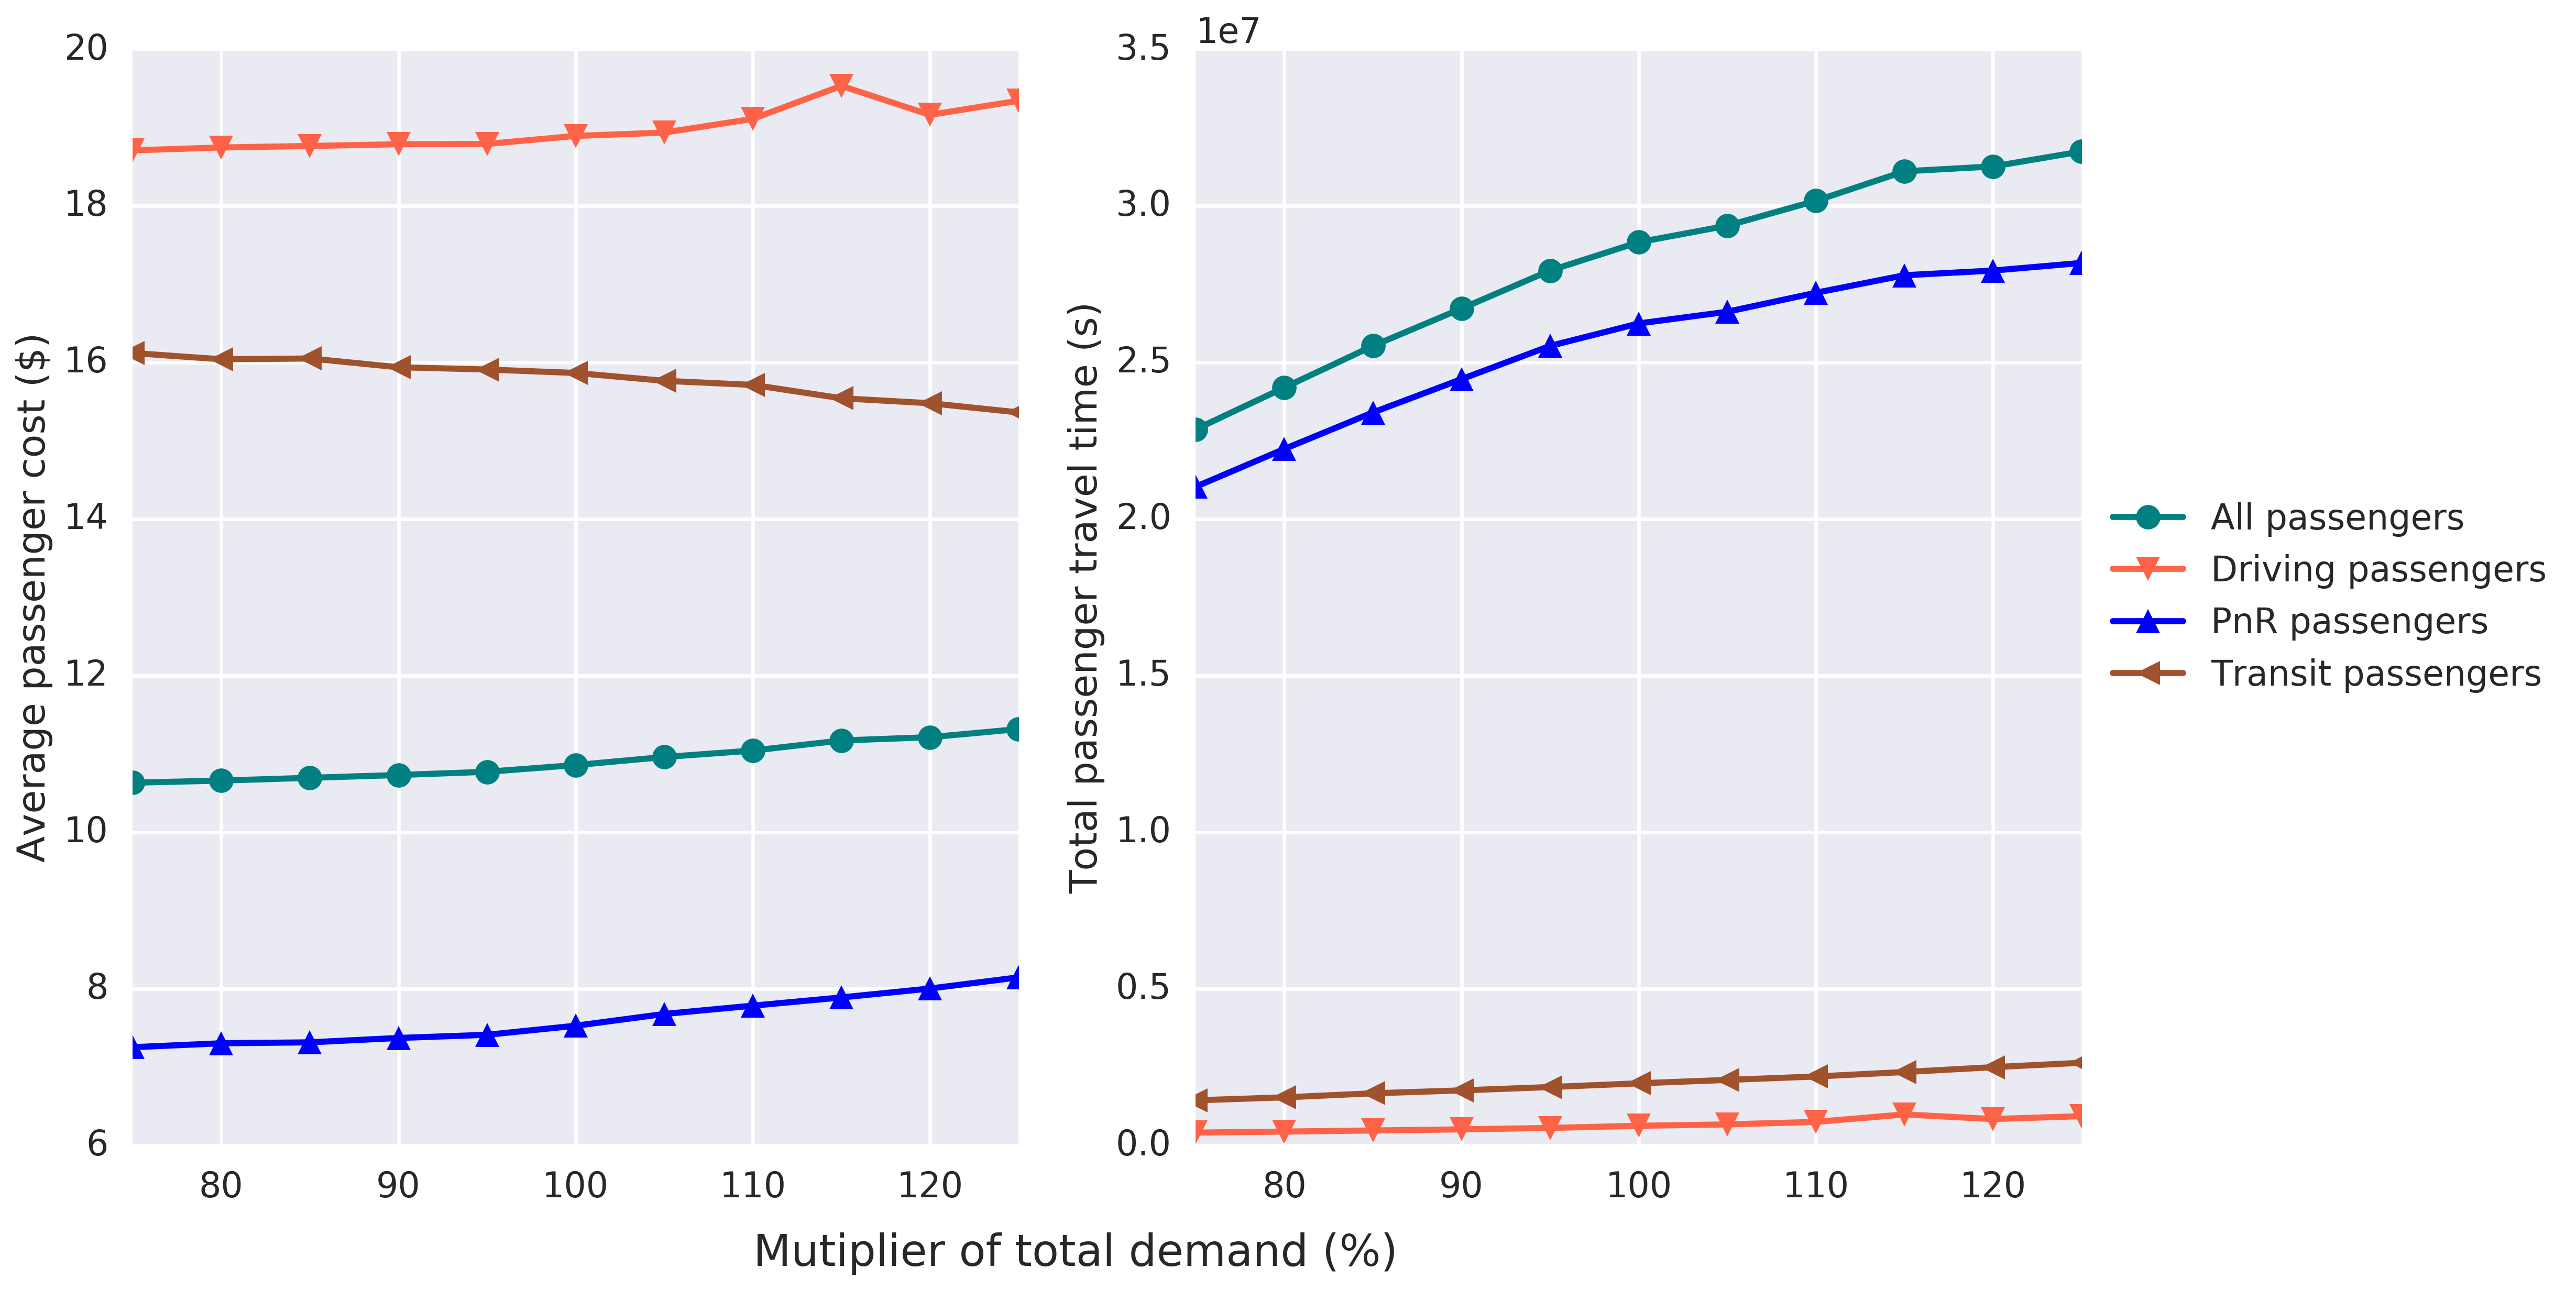 Average passenger cost ($)
20
18
16
14
12
10
8
6
80 90 100 110 120
1e7
Total passenger travel time (s)
3.5
3.0
2.5
2.0
1.5
1.0
0.5
0.0
80 90 100 110 120
Mutiplier of total demand (%)
All passengers
Driving passengers
PnR passengers
Transit passengers